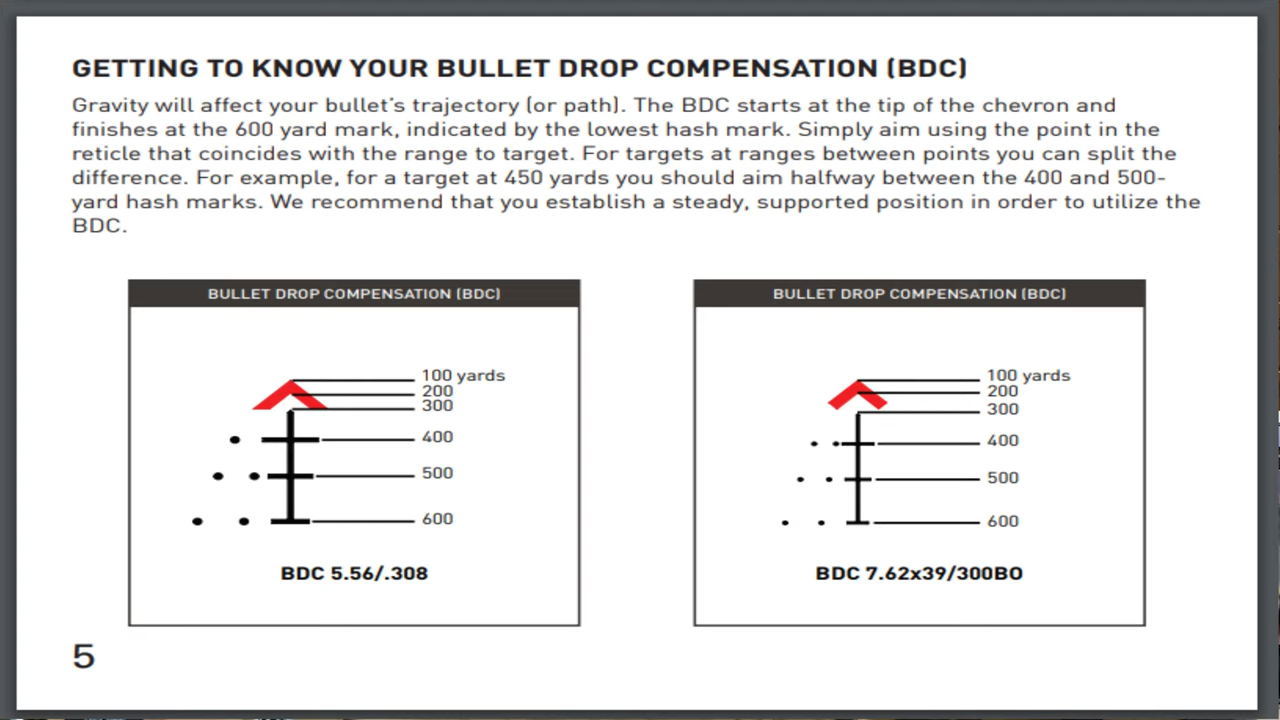 GETTING TO KNOW YOUR BULLET DROP COMPENSATION (BDC)
Gravity will affect your bullet's trajectory (or path). The BDC starts at the tip of the chevron and
finishes at the 600 yard mark, indicated by the lowest hash mark. Simply aim using the point in the
reticle that coincides with the range to target. For targets at ranges between points you can split the
difference. For example, for a target at 450 yards you should aim halfway between the 400 and 500-
yard hash marks. We recommend that you establish a steady, supported position in order to utilize the
BDC.
BULLET DROP COMPENSATION (BDC)
100 yards
200
300
400
500
600
BDC 5.56/.308
BULLET DROP COMPENSATION (BDC)
100 yards
200
300
400
500
600
BDC 7.62x39/300BO
5